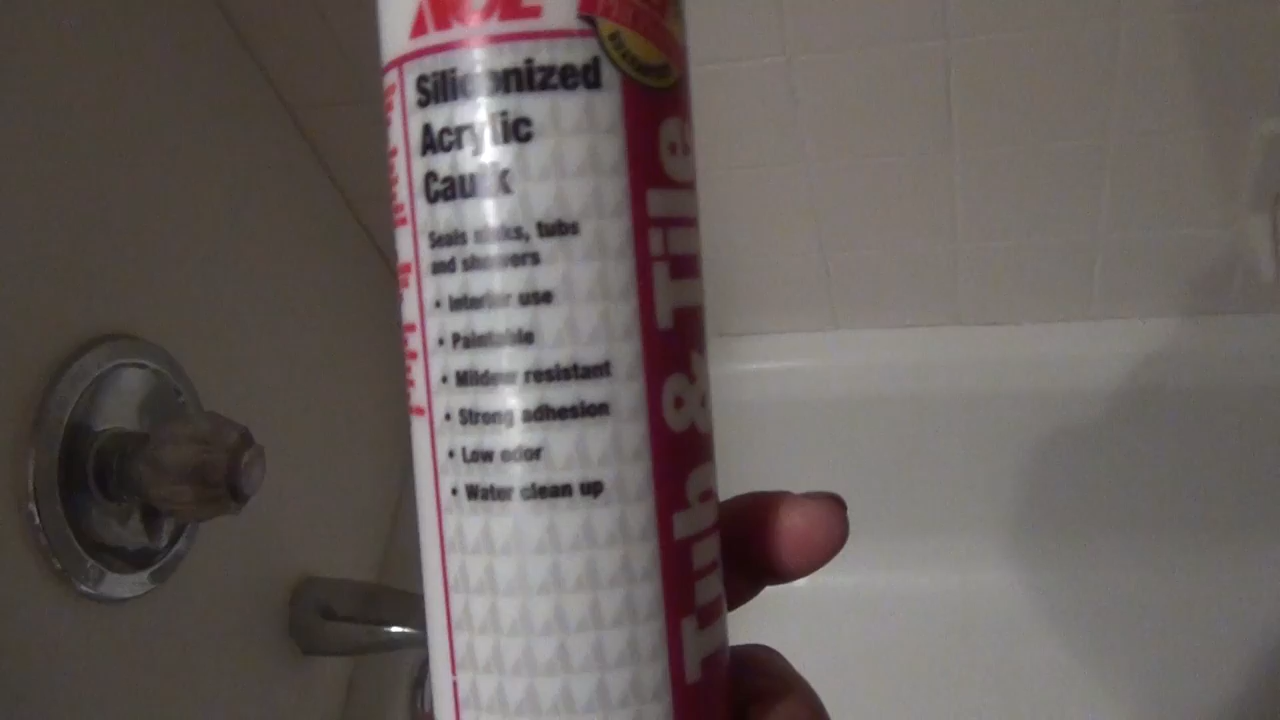 ACE
Siliconized
Acrylic
Caulk
Seals sinks, tubs
and showers
• Interior use
• Paintable
• Mildew resistant
• Strong adhesion
• Low odor
• Water clean up
Tub & Tile